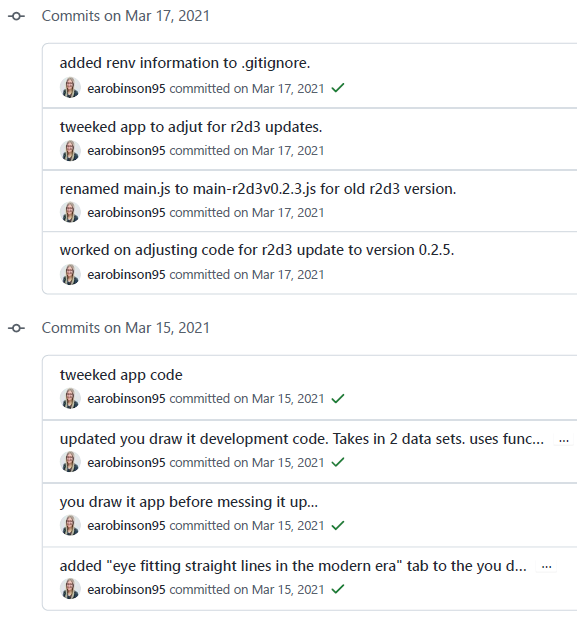 Commits on Mar 17, 2021
added renv information to .gitignore.
earobinson95 committed on Mar 17, 2021
tweeked app to adjut for r2d3 updates.
earobinson95 committed on Mar 17, 2021
renamed main.js to main-r2d3v0.2.3.js for old r2d3 version.
earobinson95 committed on Mar 17, 2021
worked on adjusting code for r2d3 update to version 0.2.5.
earobinson95 committed on Mar 17, 2021
Commits on Mar 15, 2021
tweeked app code
earobinson95 committed on Mar 15, 2021
updated you draw it development code. Takes in 2 data sets. uses func... ...
earobinson95 committed on Mar 15, 2021
you draw it app before messing it up...
earobinson95 committed on Mar 15, 2021
added "eye fitting straight lines in the modern era" tab to the you d... ...
earobinson95 committed on Mar 15, 2021